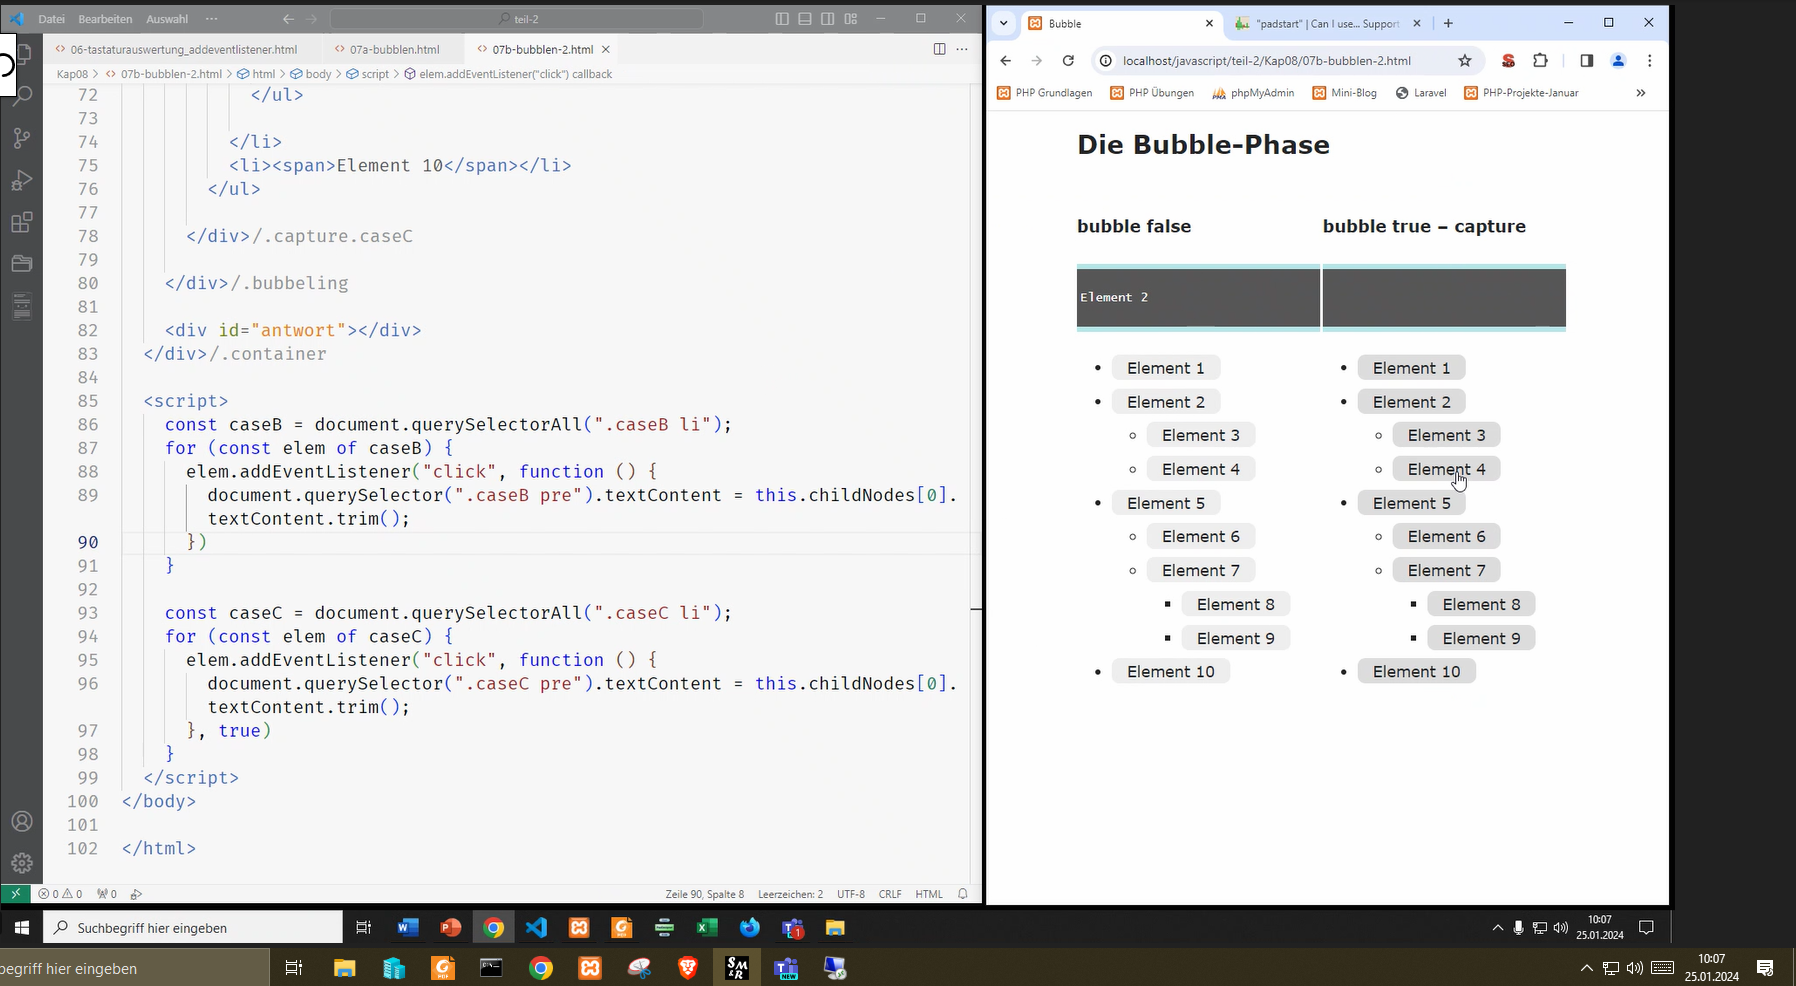 Datei Bearbeiten Auswahl ··· teil-2
06-tastaturauswertung_addeventlistener.html 07a-bubblen.html 07b-bubblen-2.html
Kap08 > 07b-bubblen-2.html > html > body > script > elem.addEventListener("click") callback
72 </ul>
73
74 </li>
75 <li><span>Element 10</span></li>
76 </ul>
77
78 </div>/.capture.caseC
79
80 </div>/.bubbeling
81
82 <div id="antwort"></div>
83 </div>/.container
84
85 <script>
86 const caseB = document.querySelectorAll(".caseB li");
87 for (const elem of caseB) {
88 elem.addEventListener("click", function () {
89 document.querySelector(".caseB pre").textContent = this.childNodes[0].
textContent.trim();
90 })
91 }
92
93 const caseC = document.querySelectorAll(".caseC li");
94 for (const elem of caseC) {
95 elem.addEventListener("click", function () {
96 document.querySelector(".caseC pre").textContent = this.childNodes[0].
textContent.trim();
97 }, true)
98 }
99 </script>
100 </body>
101
102 </html>
0 0 0 Zeile 90, Spalte 8 Leerzeichen: 2 UTF-8 CRLF HTML
Bubble "padstart" | Can I use... Support
localhost/javascript/teil-2/Kap08/07b-bubblen-2.html
PHP Grundlagen PHP Übungen phpMyAdmin Mini-Blog Laravel PHP-Projekte-Januar »
Die Bubble-Phase
bubble false bubble true – capture
Element 2
Element 1 Element 1
Element 2 Element 2
Element 3 Element 3
Element 4 Element 4
Element 5 Element 5
Element 6 Element 6
Element 7 Element 7
Element 8 Element 8
Element 9 Element 9
Element 10 Element 10
Suchbegriff hier eingeben 10:07
25.01.2024
begriff hier eingeben 10:07
25.01.2024